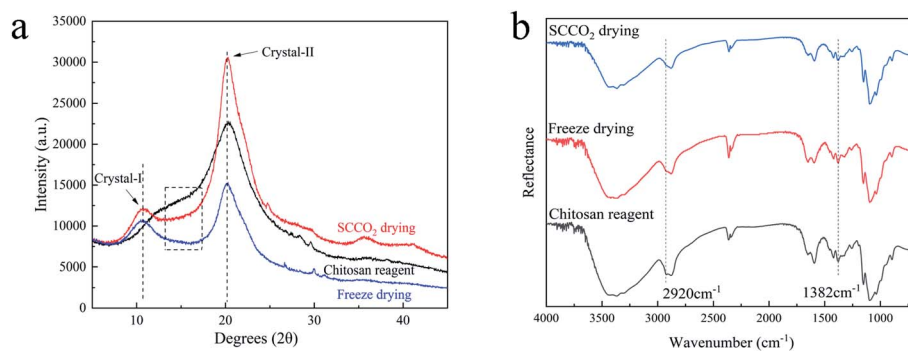 a
35000
30000
25000
20000
15000
10000
5000
0
Intensity (a.u.)
Crystal-II
Crystal-I
SCCO₂ drying
Chitosan reagent
Freeze drying
10
20
30
40
Degrees (2θ)
b
SCCO₂ drying
Freeze drying
Chitosan reagent
Reflectance
2920cm⁻¹
1382cm⁻¹
4000
3500
3000
2500
2000
1500
1000
Wavenumber (cm⁻¹)